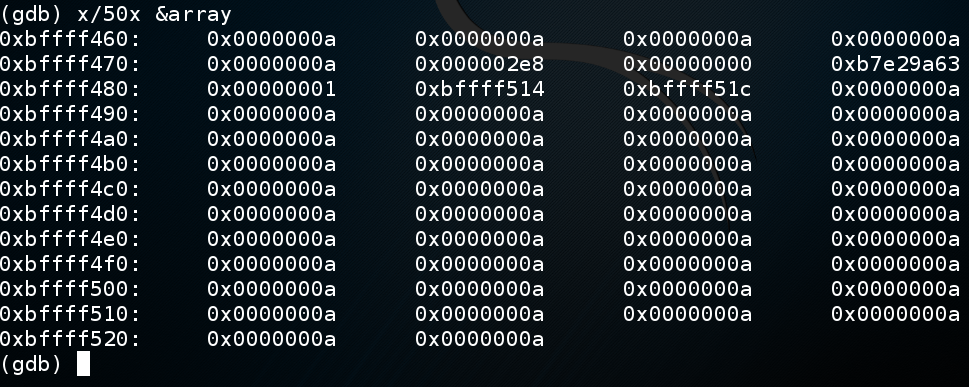 (gdb) x/50x &array
0xbffff460: 0x0000000a 0x0000000a 0x0000000a 0x0000000a
0xbffff470: 0x0000000a 0x000002e8 0x00000000 0xb7e29a63
0xbffff480: 0x00000001 0xbffff514 0xbffff51c 0x0000000a
0xbffff490: 0x0000000a 0x0000000a 0x0000000a 0x0000000a
0xbffff4a0: 0x0000000a 0x0000000a 0x0000000a 0x0000000a
0xbffff4b0: 0x0000000a 0x0000000a 0x0000000a 0x0000000a
0xbffff4c0: 0x0000000a 0x0000000a 0x0000000a 0x0000000a
0xbffff4d0: 0x0000000a 0x0000000a 0x0000000a 0x0000000a
0xbffff4e0: 0x0000000a 0x0000000a 0x0000000a 0x0000000a
0xbffff4f0: 0x0000000a 0x0000000a 0x0000000a 0x0000000a
0xbffff500: 0x0000000a 0x0000000a 0x0000000a 0x0000000a
0xbffff510: 0x0000000a 0x0000000a 0x0000000a 0x0000000a
0xbffff520: 0x0000000a 0x0000000a
(gdb)